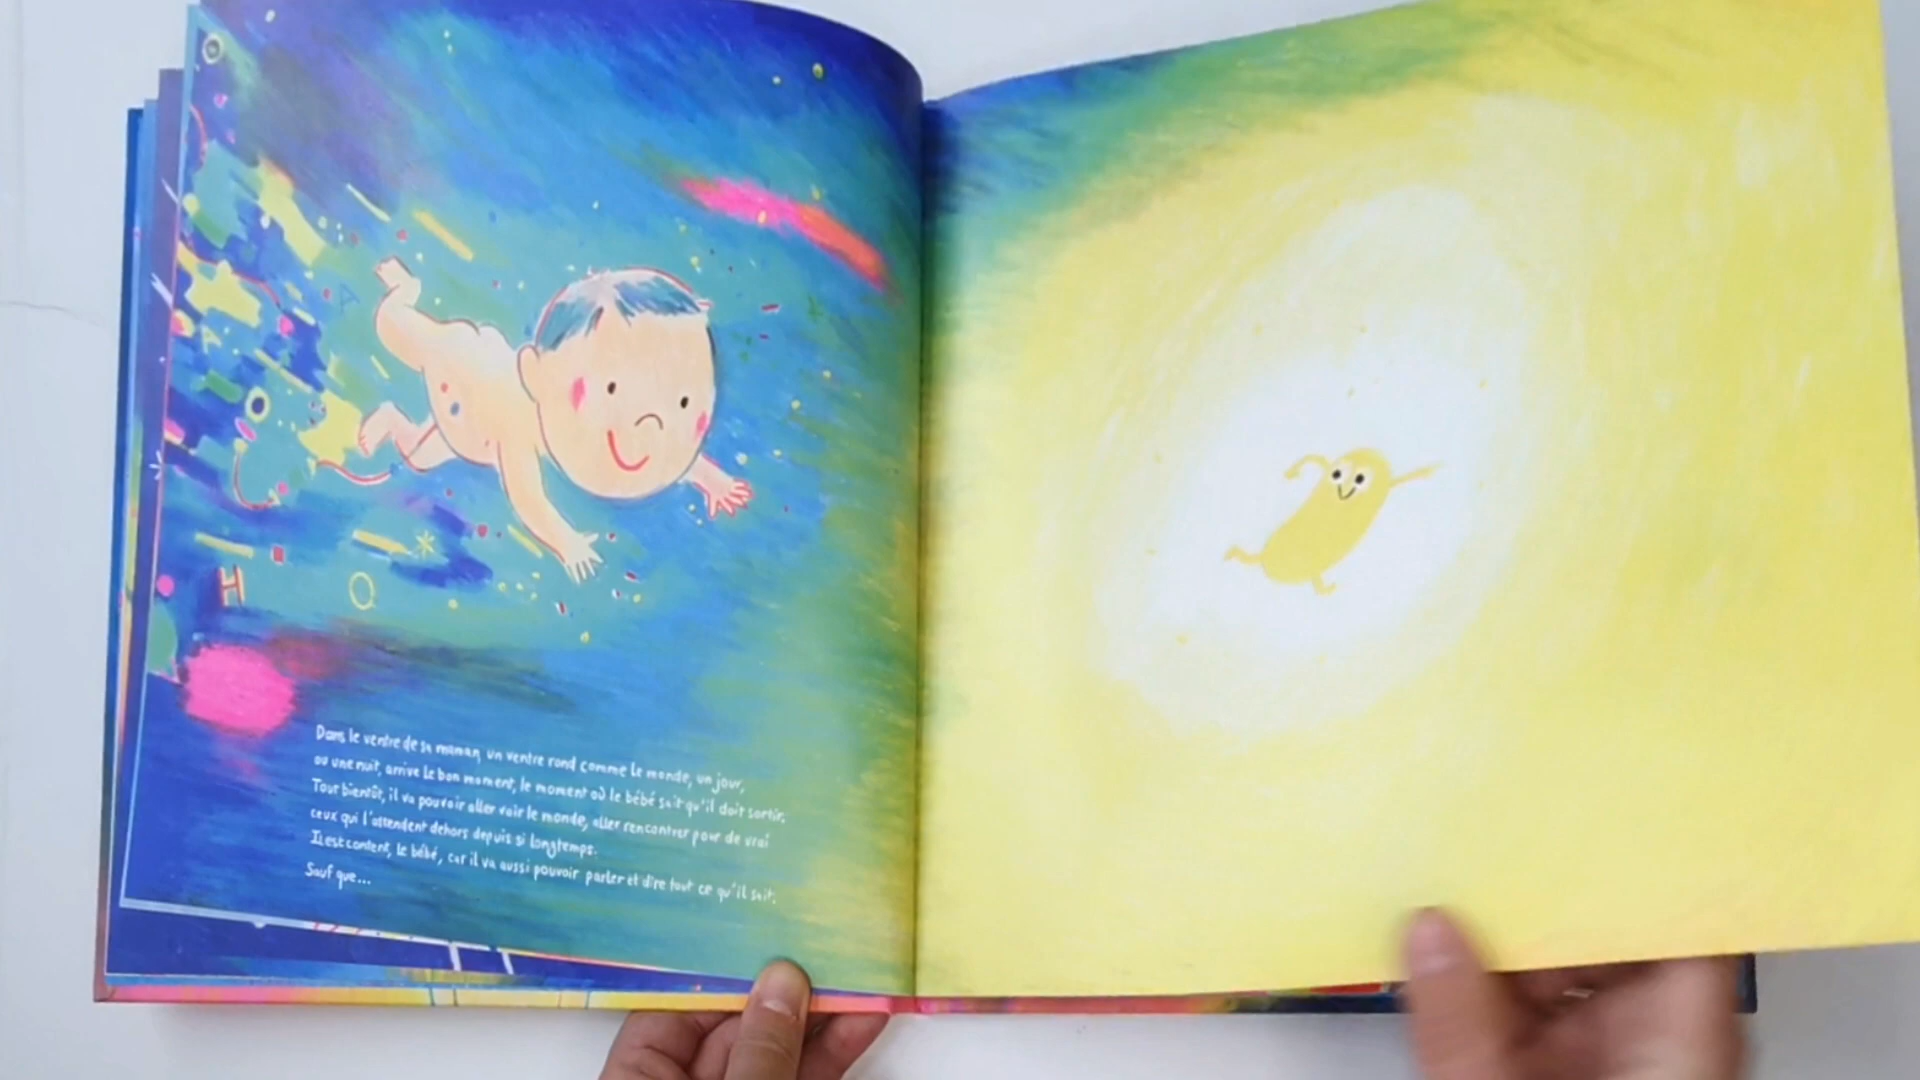 A
A
H
O
Dans le ventre de sa maman, un ventre rond comme le monde, un jour,
ou une nuit, arrive le bon moment, le moment où le bébé sait qu'il doit sortir.
Tout bientôt, il va pouvoir aller voir le monde, aller rencontrer pour de vrai
ceux qui l'attendent dehors depuis si longtemps.
Il est content, le bébé, car il va aussi pouvoir parler et dire tout ce qu'il sait.
Sauf que...